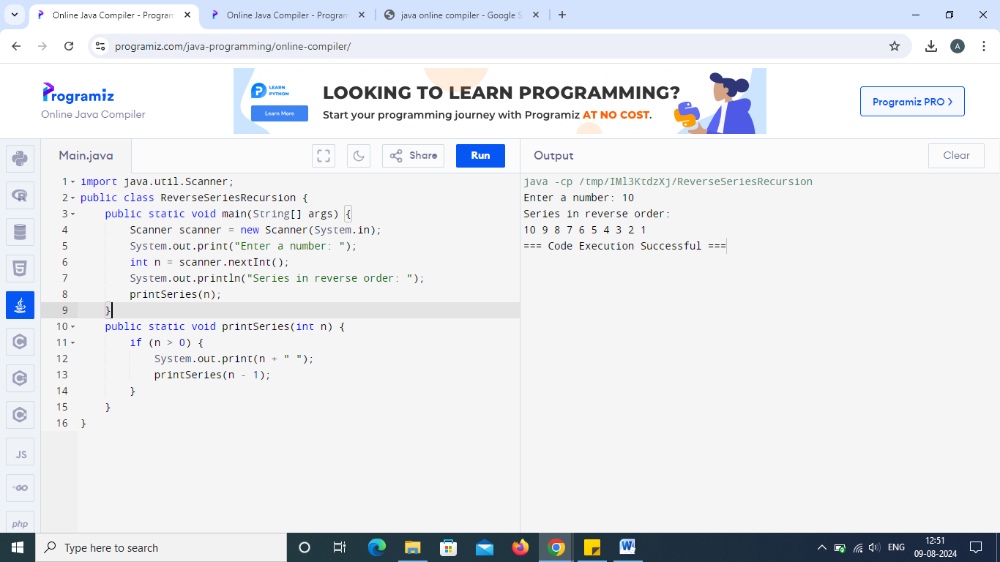 Online Java Compiler - Program
Online Java Compiler - Program
java online compiler - Google S
programiz.com/java-programming/online-compiler/
A
Programiz
Online Java Compiler
LEARN
PYTHON
Learn More
LOOKING TO LEARN PROGRAMMING?
Start your programming journey with Programiz AT NO COST.
Programiz PRO >
Main.java
Share
Run
Output
Clear
1 import java.util.Scanner;
2 public class ReverseSeriesRecursion {
3     public static void main(String[] args) {
4         Scanner scanner = new Scanner(System.in);
5         System.out.print("Enter a number: ");
6         int n = scanner.nextInt();
7         System.out.println("Series in reverse order: ");
8         printSeries(n);
9     }
10     public static void printSeries(int n) {
11         if (n > 0) {
12             System.out.print(n + " ");
13             printSeries(n - 1);
14         }
15     }
16 }
java -cp /tmp/IMl3KtdzXj/ReverseSeriesRecursion
Enter a number: 10
Series in reverse order:
10 9 8 7 6 5 4 3 2 1
=== Code Execution Successful ===
JS
GO
php
Type here to search
ENG
12:51
09-08-2024